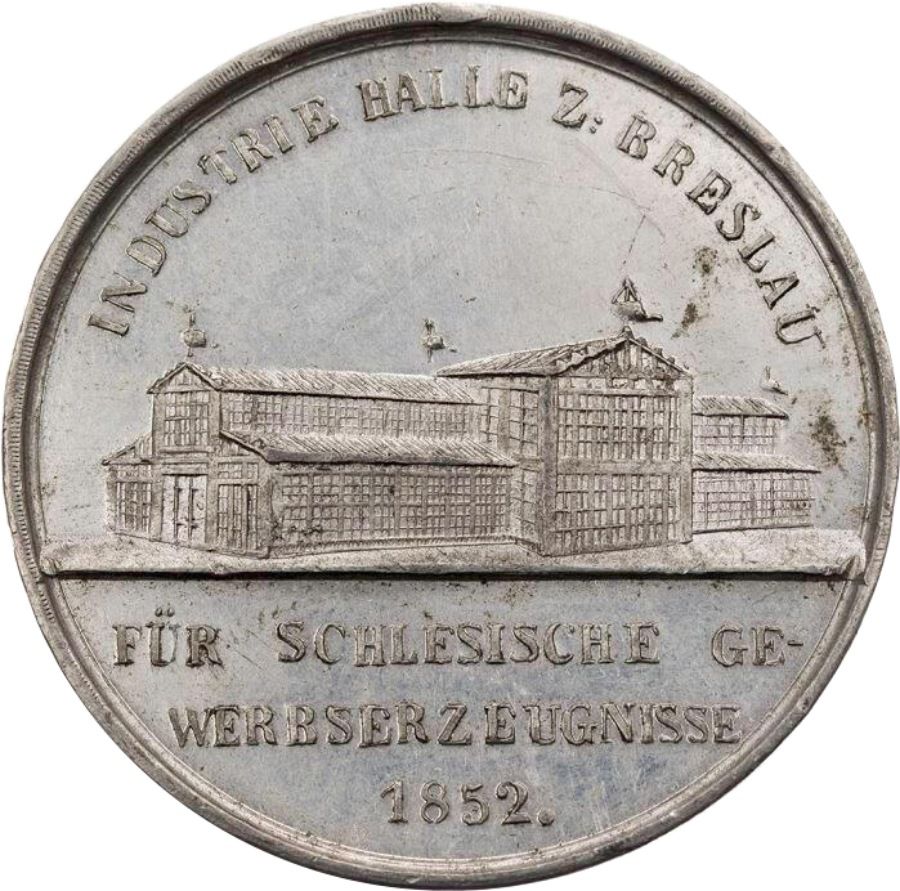 INDUSTRIE HALLE Z: BRESLAU
FÜR SCHLESISCHE GE-
WERBSERZEUGNISSE
1852.